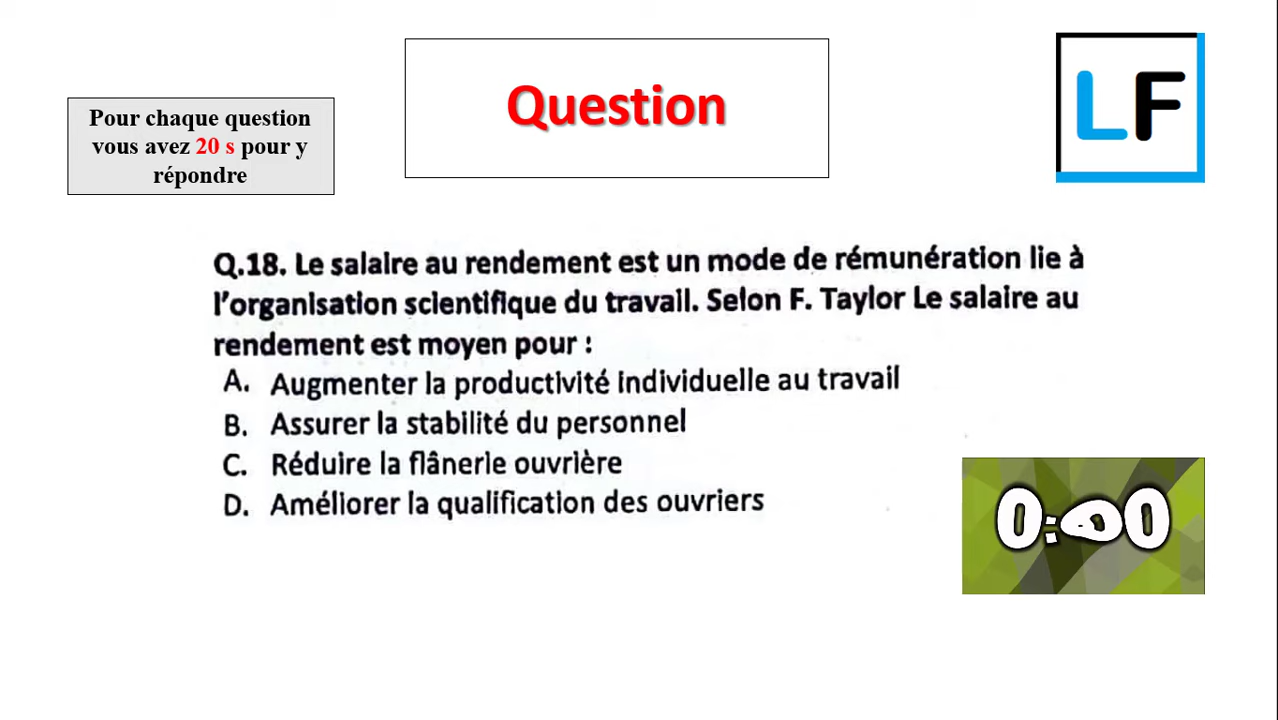 Question
LF
Pour chaque question
vous avez 20 s pour y
répondre
Q.18. Le salaire au rendement est un mode de rémunération lie à
l'organisation scientifique du travail. Selon F. Taylor Le salaire au
rendement est moyen pour :
A. Augmenter la productivité individuelle au travail
B. Assurer la stabilité du personnel
C. Réduire la flânerie ouvrière
D. Améliorer la qualification des ouvriers
0:00